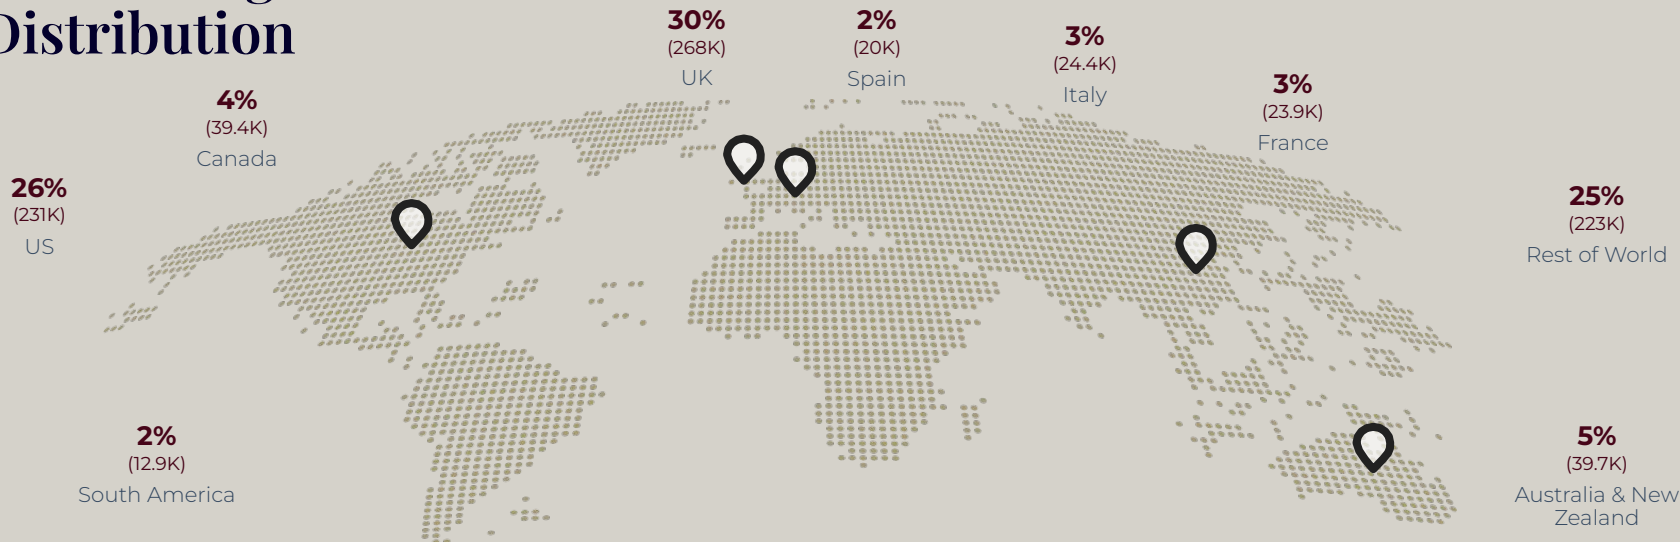 Distribution
30%
(268K)
UK
2%
(20K)
Spain
3%
(24.4K)
Italy
3%
(23.9K)
France
4%
(39.4K)
Canada
26%
(231K)
US
25%
(223K)
Rest of World
2%
(12.9K)
South America
5%
(39.7K)
Australia & New
Zealand